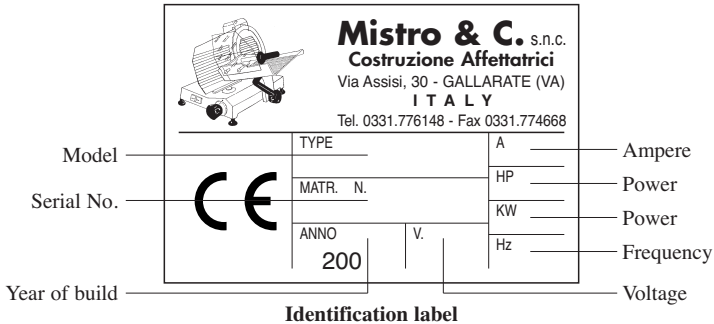 Mistro & C. s.n.c.
Costruzione Affettatrici
Via Assisi, 30 - GALLARATE (VA)
I T A L Y
Tel. 0331.776148 - Fax 0331.774668
Model
TYPE
A
Ampere
Serial No.
MATR. N.
HP
Power
CE
KW
Power
ANNO
200
V.
Hz
Frequency
Year of build
Voltage
Identification label